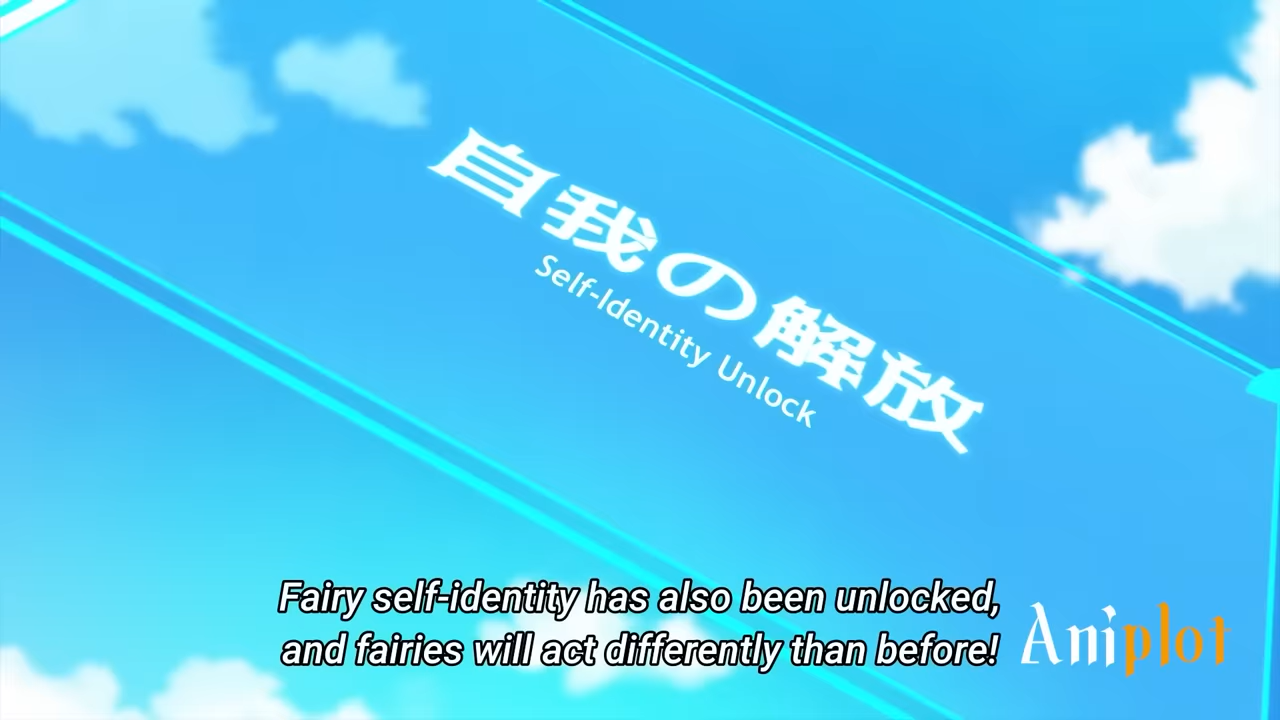 自我の解放
Self-Identity Unlock
Fairy self-identity has also been unlocked,
and fairies will act differently than before!
Aniplot